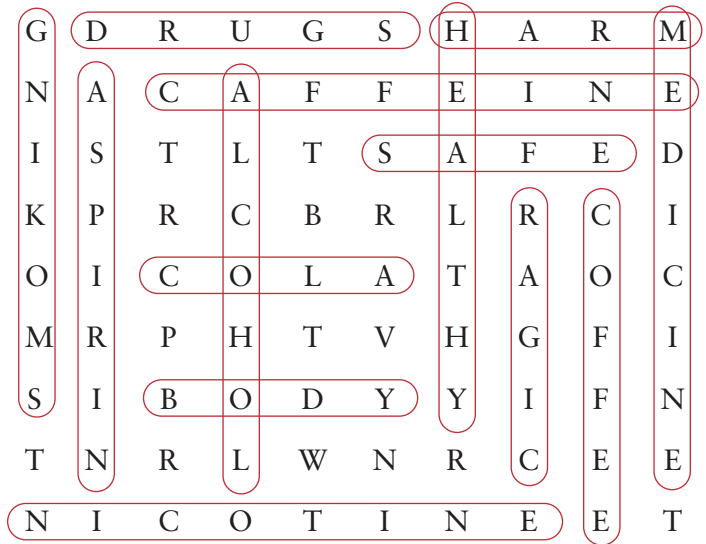 G D R U G S H A R M
N A C A F F E I N E
I S T L T S A F E D
K P R C B R L R C I
O I C O L A T A O C
M R P H T V H G F I
S I B O D Y Y I F N
T N R L W N R C E E
N I C O T I N E E T